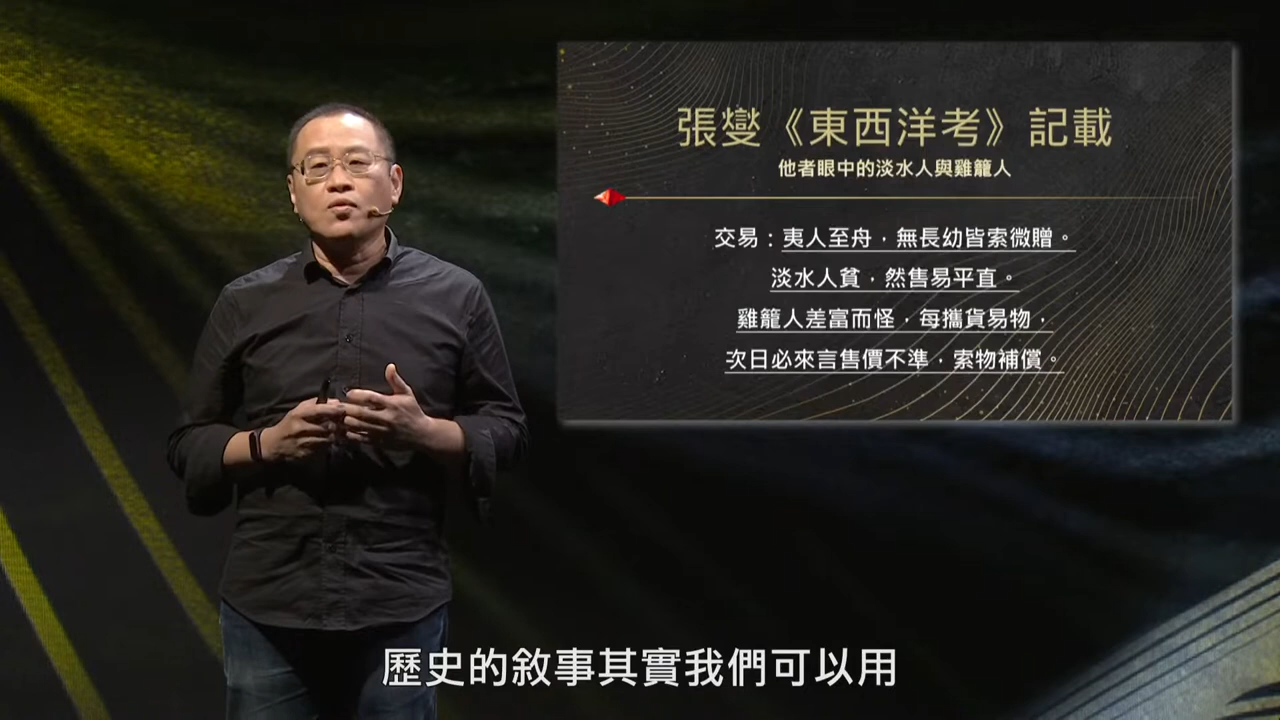 張燮《東西洋考》記載
他者眼中的淡水人與雞籠人
交易：夷人至舟，無長幼皆索微贈。
淡水人貧，然售易平直。
雞籠人差富而怪，每攜貨易物，
次日必來言售價不準，索物補償。
歷史的敘事其實我們可以用